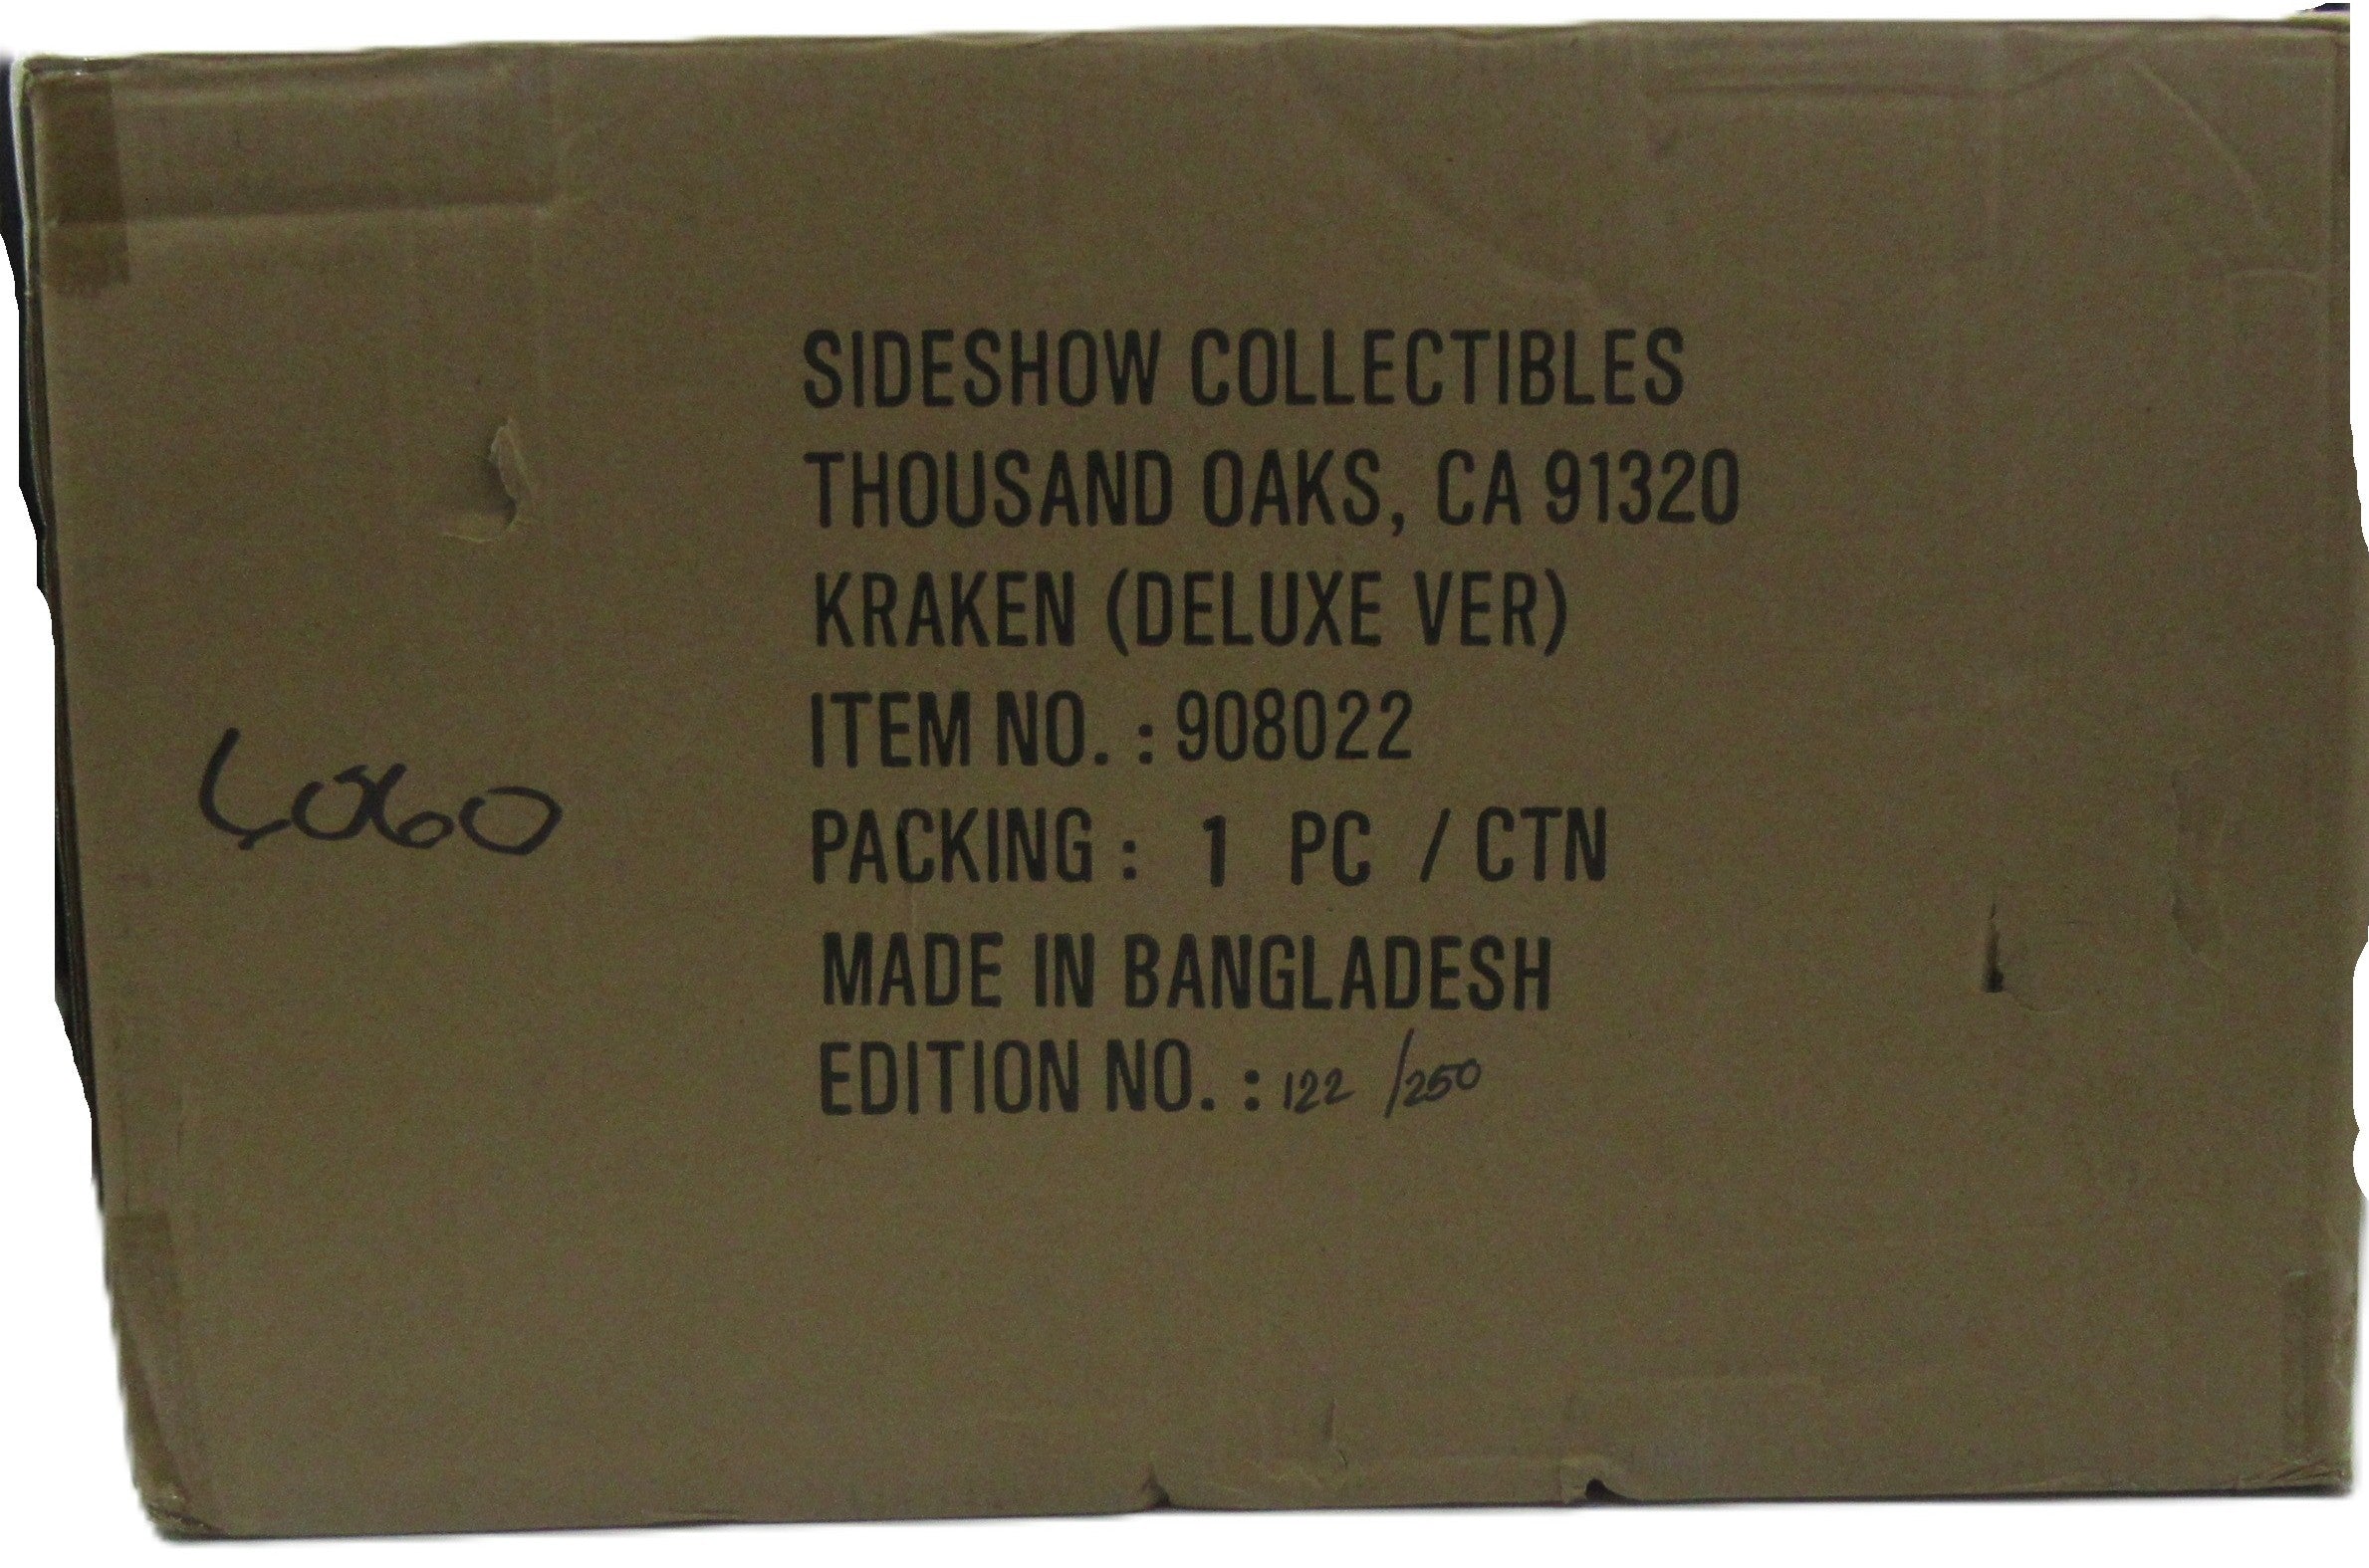 SIDESHOW COLLECTIBLES
THOUSAND OAKS, CA 91320
KRAKEN (DELUXE VER)
ITEM NO. : 908022
PACKING : 1 PC / CTN
MADE IN BANGLADESH
EDITION NO. : 122 /250